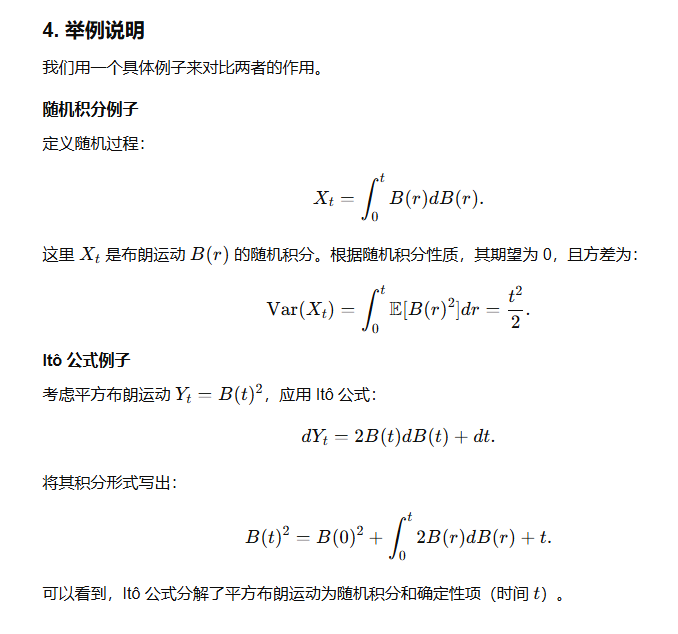 4. 举例说明
我们用一个具体例子来对比两者的作用。
随机积分例子
定义随机过程：
$$X_t = \int_0^t B(r)dB(r).$$
这里 $X_t$ 是布朗运动 $B(r)$ 的随机积分。根据随机积分性质，其期望为 0，且方差为：
$$\text{Var}(X_t) = \int_0^t \mathbb{E}[B(r)^2]dr = \frac{t^2}{2}.$$
Itô 公式例子
考虑平方布朗运动 $Y_t = B(t)^2$，应用 Itô 公式：
$$dY_t = 2B(t)dB(t) + dt.$$
将其积分形式写出：
$$B(t)^2 = B(0)^2 + \int_0^t 2B(r)dB(r) + t.$$
可以看到，Itô 公式分解了平方布朗运动为随机积分和确定性项（时间 $t$）。